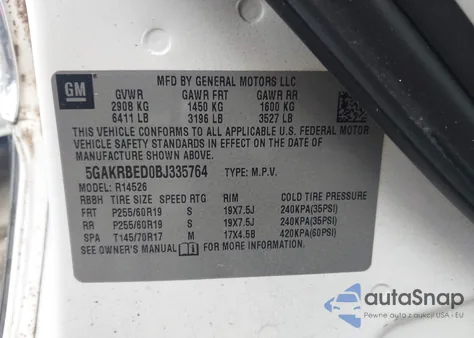 GM
MFD BY GENERAL MOTORS LLC
GVWR GAWR FRT GAWR RR
2908 KG 1450 KG 1600 KG
6411 LB 3196 LB 3527 LB
THIS VEHICLE CONFORMS TO ALL APPLICABLE U.S. FEDERAL MOTOR
VEHICLE SAFETY STANDARDS IN EFFECT ON THE DATE OF
MANUFACTURE SHOWN ABOVE.
5GAKRBED0BJ335764 TYPE: M.P.V.
MODEL: R14526
RBBH TIRE SIZE SPEED RTG RIM COLD TIRE PRESSURE
FRT P255/60R19 S 19X7.5J 240KPA(35PSI)
RR P255/60R19 S 19X7.5J 240KPA(35PSI)
SPA T145/70R17 M 17X4.5B 420KPA(60PSI)
SEE OWNER'S MANUAL FOR MORE INFORMATION
autoSnap
Pewne auta z aukcji USA - EU